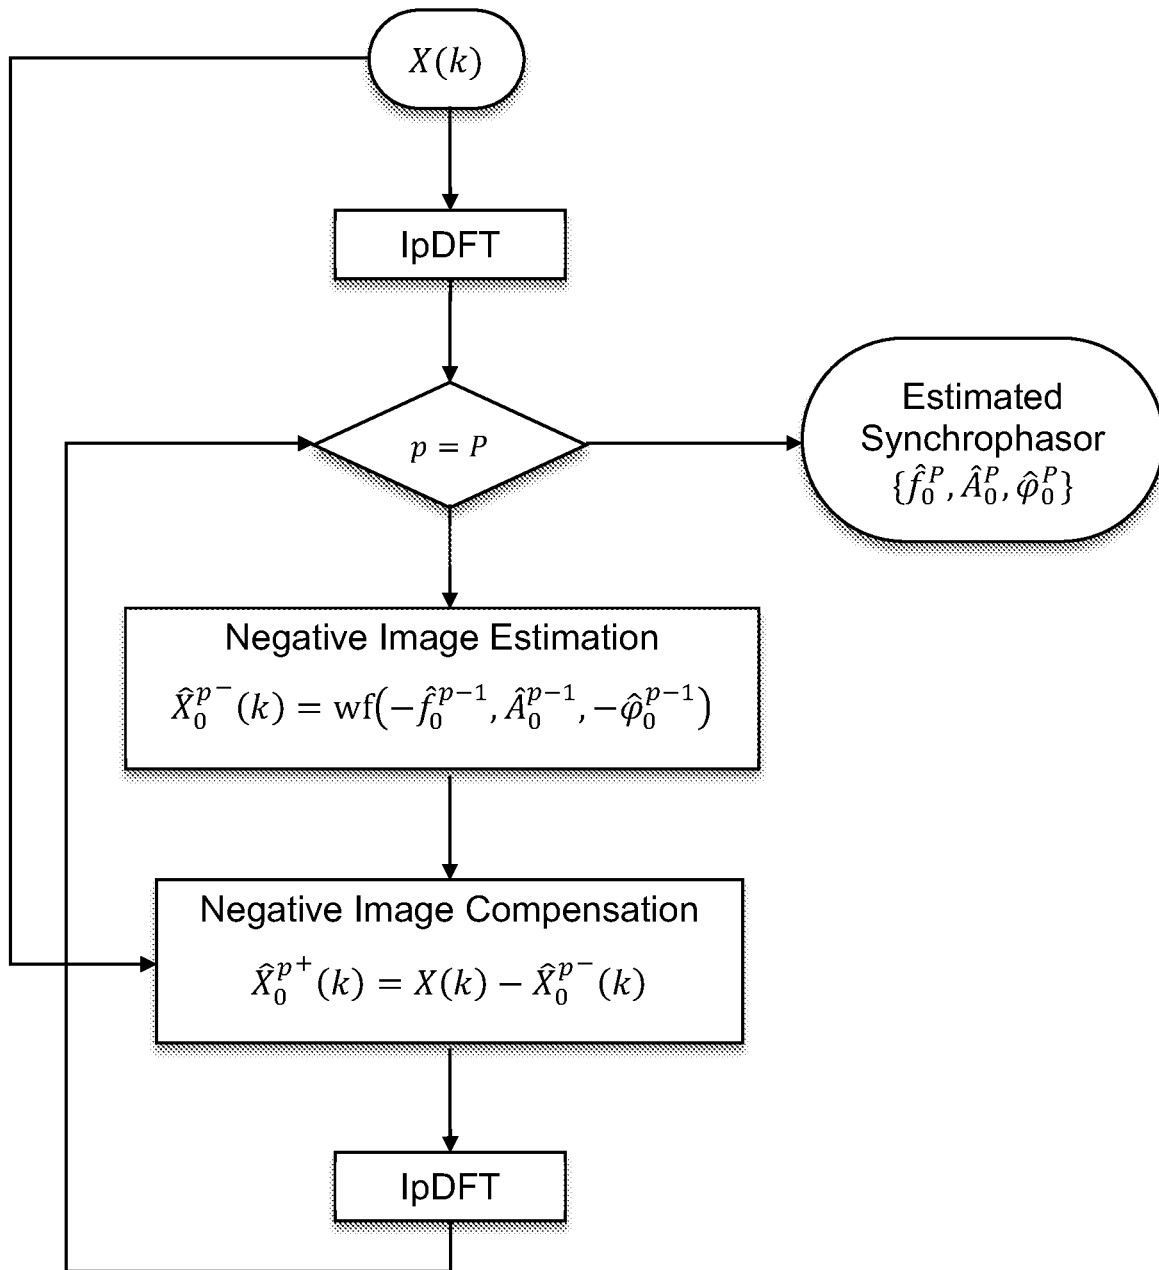 X(k)
IpDFT
p = P
Estimated
Synchrophasor
{f̂₀ᴾ, Â₀ᴾ, φ̂₀ᴾ}
Negative Image Estimation
X̂₀ᵖ⁻(k) = wf(−f̂₀ᵖ⁻¹, Â₀ᵖ⁻¹, −φ̂₀ᵖ⁻¹)
Negative Image Compensation
X̂₀ᵖ⁺(k) = X(k) − X̂₀ᵖ⁻(k)
IpDFT